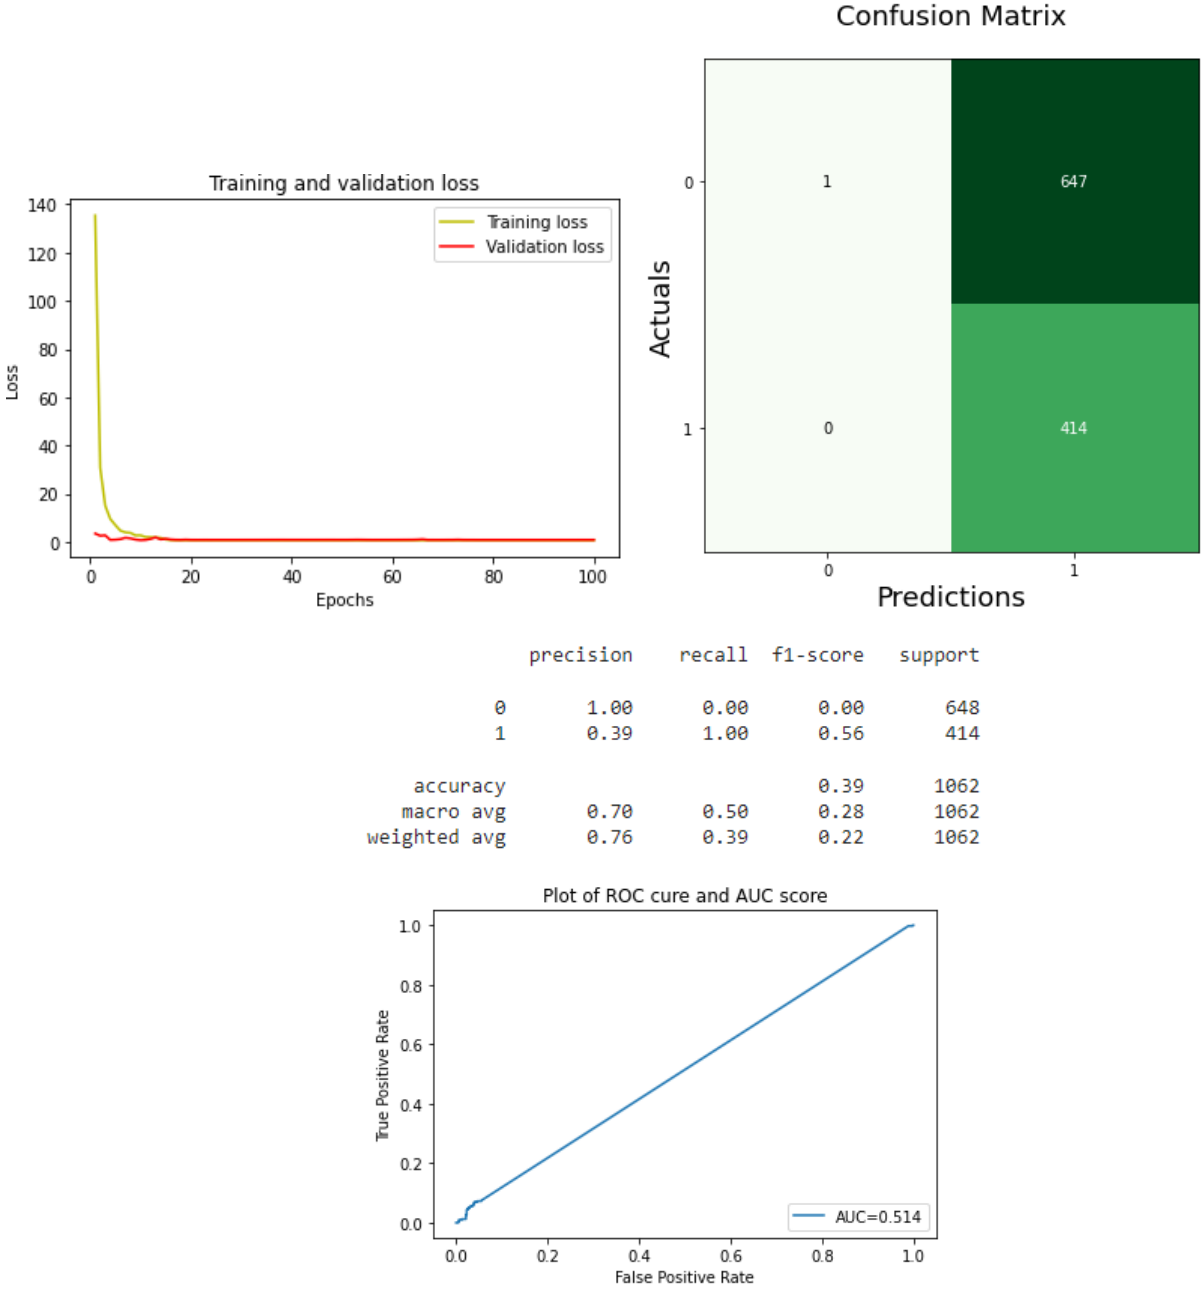 Confusion Matrix
0
1
647
Actuals
1
0
414
0
1
Predictions
Training and validation loss
140
120
100
80
60
40
20
0
Loss
Training loss
Validation loss
0 20 40 60 80 100
Epochs
precision recall f1-score support
0 1.00 0.00 0.00 648
1 0.39 1.00 0.56 414
accuracy 0.39 1062
macro avg 0.70 0.50 0.28 1062
weighted avg 0.76 0.39 0.22 1062
Plot of ROC cure and AUC score
1.0
0.8
0.6
0.4
0.2
0.0
True Positive Rate
AUC=0.514
0.0 0.2 0.4 0.6 0.8 1.0
False Positive Rate